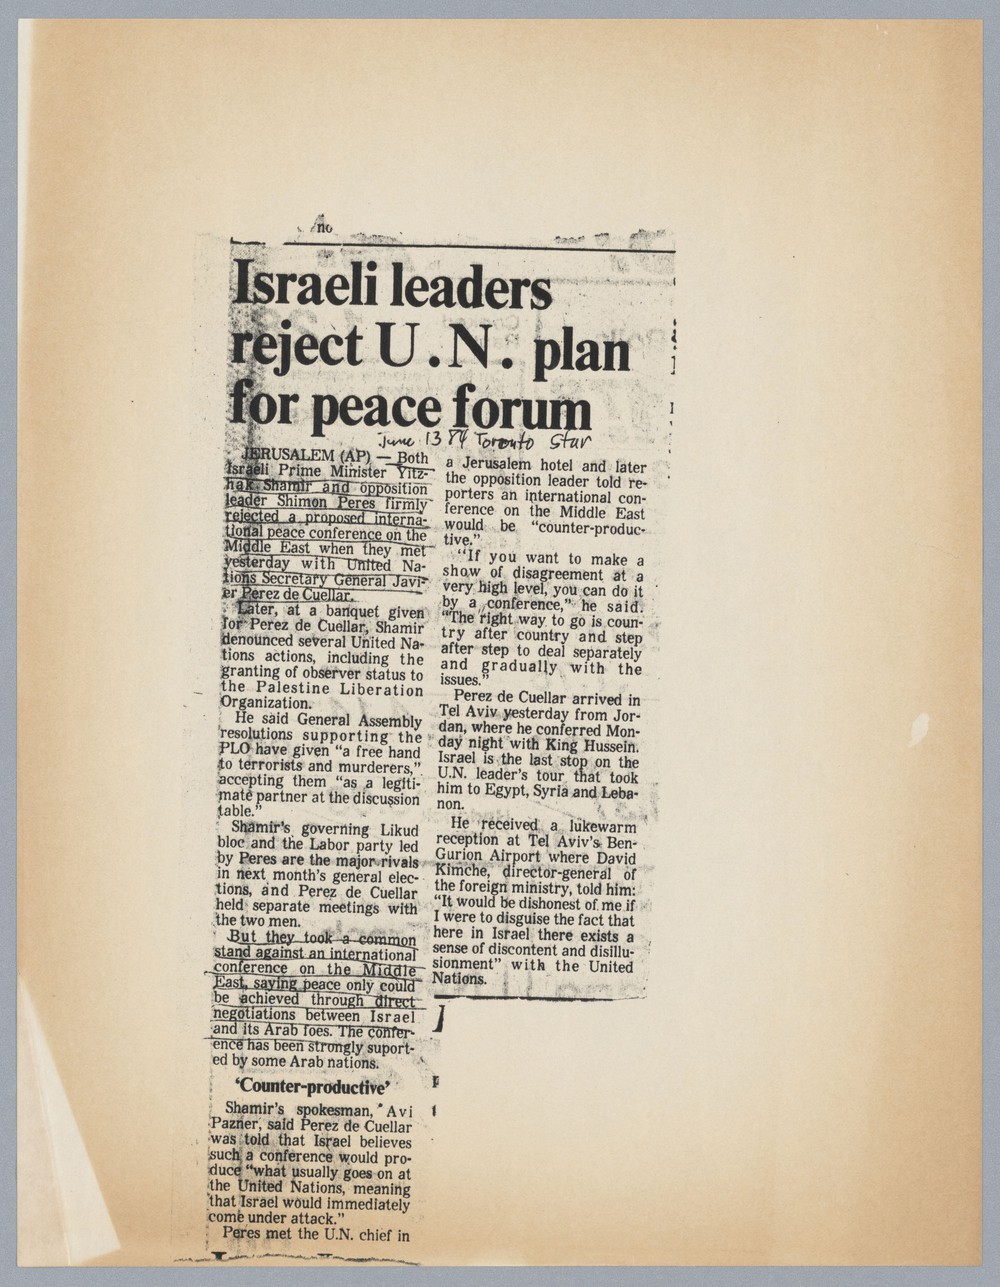 no
Israeli leaders
reject U.N. plan
for peace forum
June 13 84 Toronto Star
JERUSALEM (AP) — Both
Israeli Prime Minister Yitz-
hak Shamir and opposition
leader Shimon Peres firmly
rejected a proposed interna-
tional peace conference on the
Middle East when they met
yesterday with United Na-
tions Secretary General Javi-
er Perez de Cuellar.
Later, at a banquet given
for Perez de Cuellar, Shamir
denounced several United Na-
tions actions, including the
granting of observer status to
the Palestine Liberation
Organization.
He said General Assembly
resolutions supporting the
PLO have given "a free hand
to terrorists and murderers,"
accepting them "as a legiti-
mate partner at the discussion
table."
Shamir's governing Likud
bloc and the Labor party led
by Peres are the major rivals
in next month's general elec-
tions, and Perez de Cuellar
held separate meetings with
the two men.
But they took a common
stand against an international
conference on the Middle
East, saying peace only could
be achieved through direct
negotiations between Israel
and its Arab foes. The confer-
ence has been strongly suport-
ed by some Arab nations.
'Counter-productive'
Shamir's spokesman, Avi
Pazner, said Perez de Cuellar
was told that Israel believes
such a conference would pro-
duce "what usually goes on at
the United Nations, meaning
that Israel would immediately
come under attack."
Peres met the U.N. chief in
a Jerusalem hotel and later
the opposition leader told re-
porters an international con-
ference on the Middle East
would be "counter-produc-
tive."
"If you want to make a
show of disagreement at a
very high level, you can do it
by a conference," he said.
"The right way to go is coun-
try after country and step
after step to deal separately
and gradually with the
issues."
Perez de Cuellar arrived in
Tel Aviv yesterday from Jor-
dan, where he conferred Mon-
day night with King Hussein.
Israel is the last stop on the
U.N. leader's tour that took
him to Egypt, Syria and Leba-
non.
He received a lukewarm
reception at Tel Aviv's Ben-
Gurion Airport where David
Kimche, director-general of
the foreign ministry, told him:
"It would be dishonest of me if
I were to disguise the fact that
here in Israel there exists a
sense of discontent and disillu-
sionment" with the United
Nations.